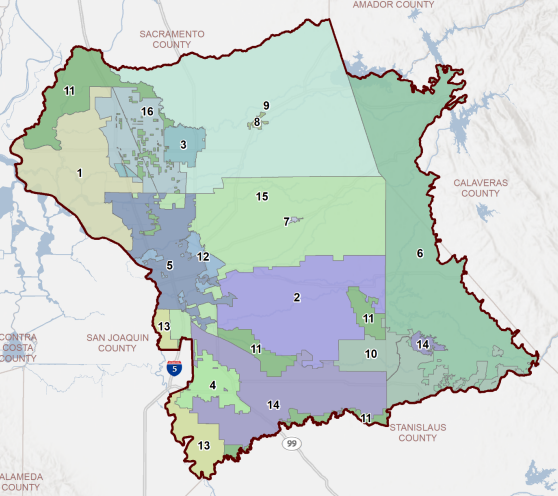 AMADOR COUNTY
SACRAMENTO
COUNTY
11
16
9
8
3
1
CALAVERAS
COUNTY
15
7
12
5
6
2
13
11
CONTRA
COSTA
COUNTY
SAN JOAQUIN
COUNTY
11
10
14
5
4
14
13
11
STANISLAUS
COUNTY
99
ALAMEDA
COUNTY